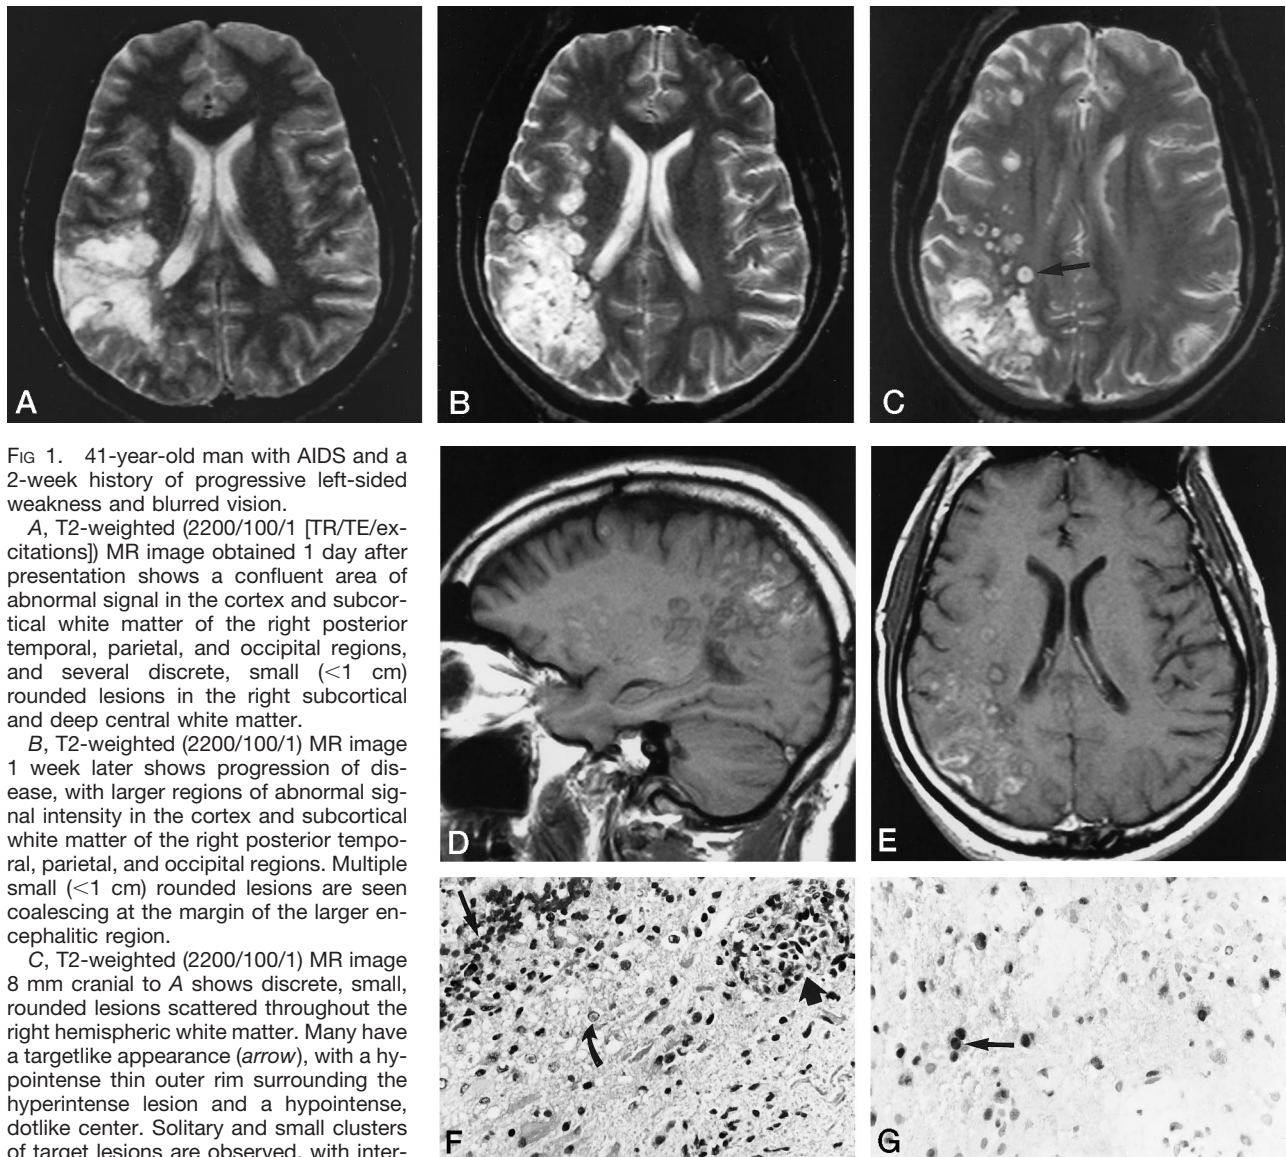 A
B
C
FIG 1. 41-year-old man with AIDS and a
2-week history of progressive left-sided
weakness and blurred vision.
A, T2-weighted (2200/100/1 [TR/TE/ex-
citations]) MR image obtained 1 day after
presentation shows a confluent area of
abnormal signal in the cortex and subcor-
tical white matter of the right posterior
temporal, parietal, and occipital regions,
and several discrete, small (<1 cm)
rounded lesions in the right subcortical
and deep central white matter.
B, T2-weighted (2200/100/1) MR image
1 week later shows progression of dis-
ease, with larger regions of abnormal sig-
nal intensity in the cortex and subcortical
white matter of the right posterior tempo-
ral, parietal, and occipital regions. Multiple
small (<1 cm) rounded lesions are seen
coalescing at the margin of the larger en-
cephalitic region.
C, T2-weighted (2200/100/1) MR image
8 mm cranial to A shows discrete, small,
rounded lesions scattered throughout the
right hemispheric white matter. Many have
a targetlike appearance (arrow), with a hy-
pointense thin outer rim surrounding the
hyperintense lesion and a hypointense,
dotlike center. Solitary and small clusters
of target lesions are observed, with inter-
D
E
F
G